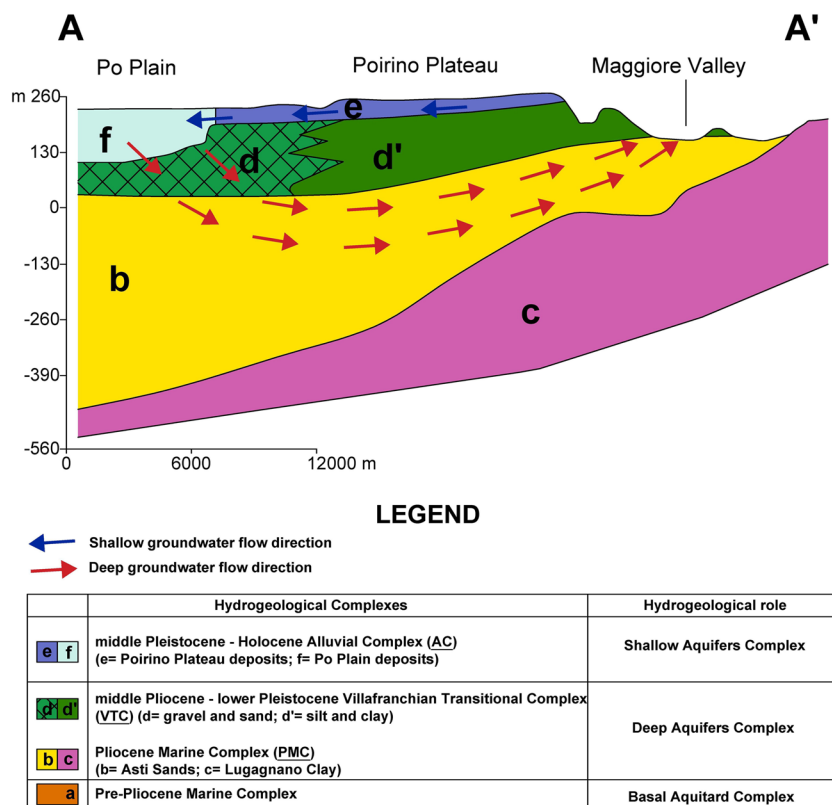 A A'
Po Plain Poirino Plateau Maggiore Valley
m 260
e
f
130
d d'
0
-130
b
c
-260
-390
-560
0 6000 12000 m
LEGEND
Shallow groundwater flow direction
Deep groundwater flow direction
Hydrogeological Complexes Hydrogeological role
e f middle Pleistocene - Holocene Alluvial Complex (AC)
(e= Poirino Plateau deposits; f= Po Plain deposits)
Shallow Aquifers Complex
d d' middle Pliocene - lower Pleistocene Villafranchian Transitional Complex
(VTC) (d= gravel and sand; d'= silt and clay)
Deep Aquifers Complex
b c Pliocene Marine Complex (PMC)
(b= Asti Sands; c= Lugagnano Clay)
a Pre-Pliocene Marine Complex Basal Aquitard Complex